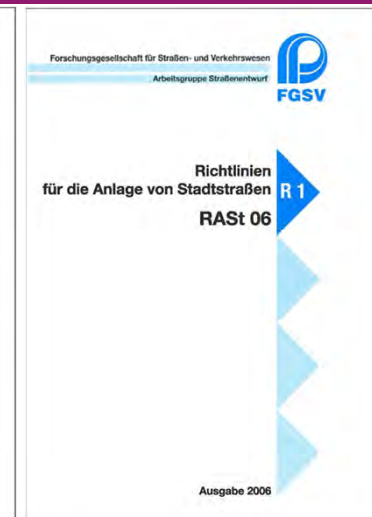 Forschungsgesellschaft für Straßen- und Verkehrswesen
Arbeitsgruppe Straßenentwurf
FGSV
Richtlinien
für die Anlage von Stadtstraßen
R 1
RASt 06
Ausgabe 2006